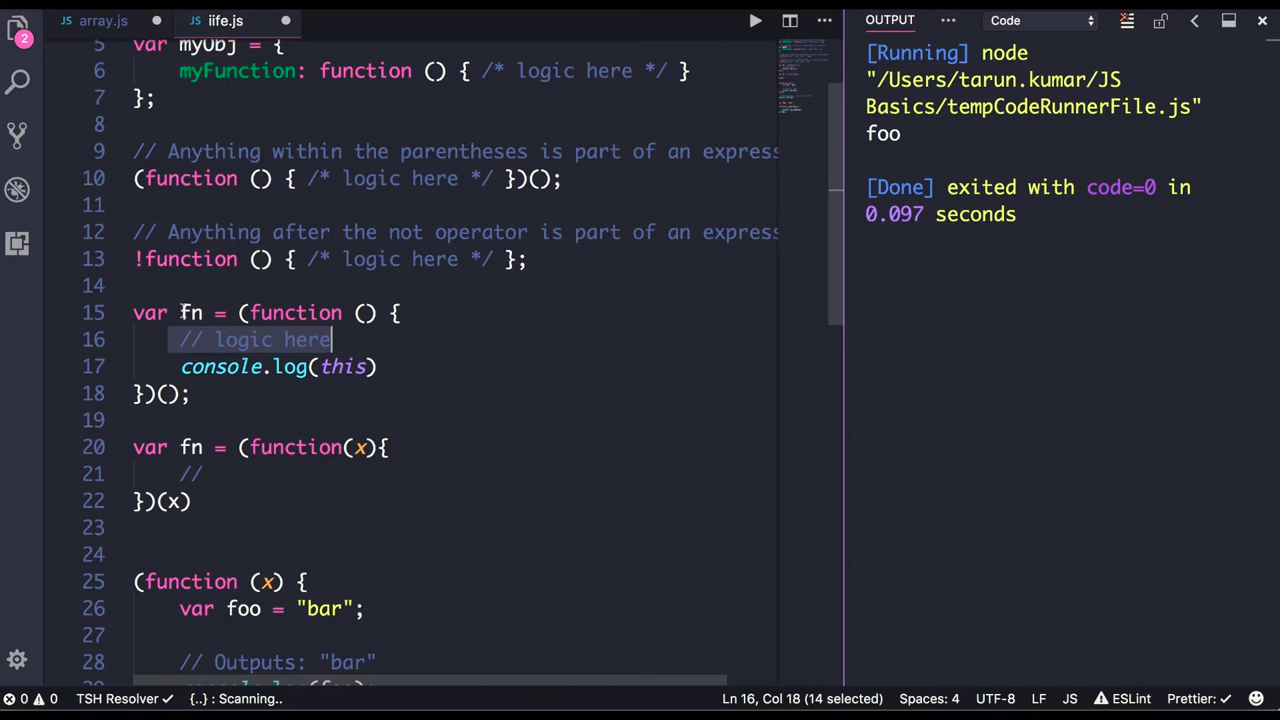 array.js
iife.js
OUTPUT
Code
2
5 var myObj = {
6 myFunction: function () { /* logic here */ }
7 };
8
9 // Anything within the parentheses is part of an express
10 (function () { /* logic here */ })();
11
12 // Anything after the not operator is part of an express
13 !function () { /* logic here */ };
14
15 var fn = (function () {
16 // logic here
17 console.log(this)
18 })();
19
20 var fn = (function(x){
21 //
22 })(x)
23
24
25 (function (x) {
26 var foo = "bar";
27
28 // Outputs: "bar"
[Running] node
"/Users/tarun.kumar/JS
Basics/tempCodeRunnerFile.js"
foo
[Done] exited with code=0 in
0.097 seconds
0 0 TSH Resolver {..} : Scanning.. Ln 16, Col 18 (14 selected) Spaces: 4 UTF-8 LF JS ESLint Prettier: